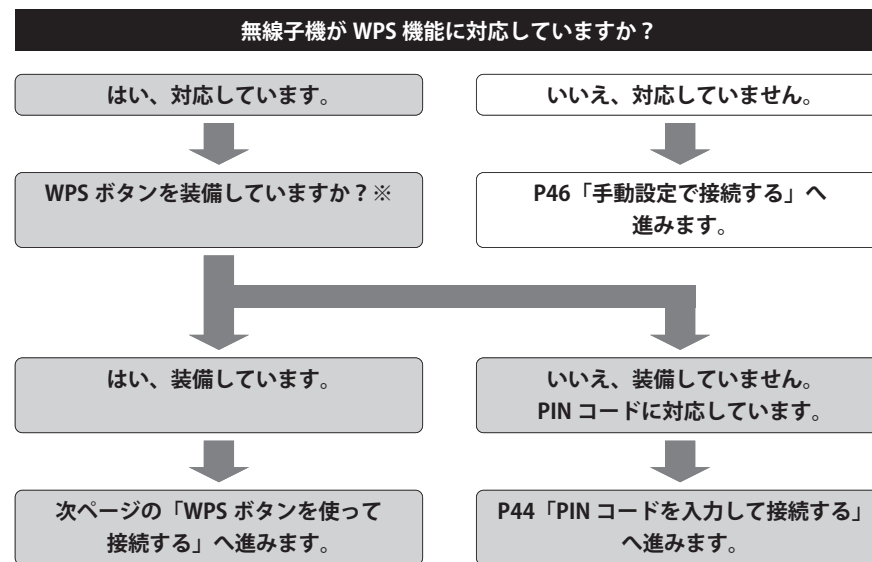 無線子機が WPS 機能に対応していますか？
はい、対応しています。
いいえ、対応していません。
WPS ボタンを装備していますか？※
P46「手動設定で接続する」へ
進みます。
はい、装備しています。
いいえ、装備していません。
PIN コードに対応しています。
次ページの「WPS ボタンを使って
接続する」へ進みます。
P44「PIN コードを入力して接続する」
へ進みます。